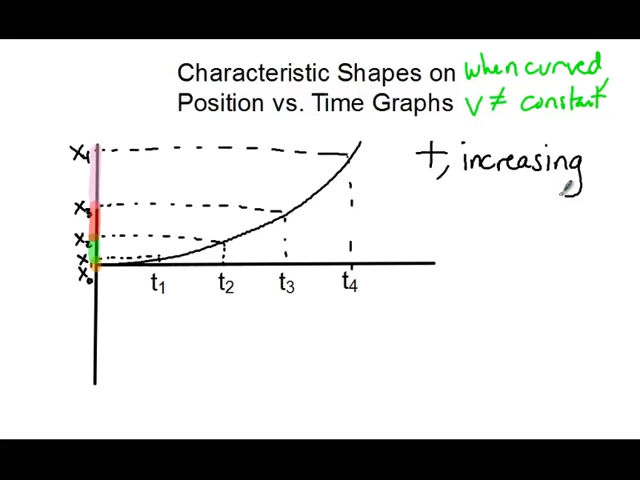 Characteristic Shapes on when curved,
Position vs. Time Graphs v ≠ constant
+, increasing
x₄
x₃
x₂
x
x₀
t₁ t₂ t₃ t₄